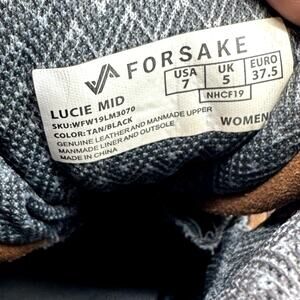 FORSAKE
USA 7
UK 5
EURO 37.5
NHCF19
LUCIE MID
SKU:WFW19LM3070
COLOR:TAN/BLACK
GENUINE LEATHER AND MANMADE UPPER
MANMADE LINER AND OUTSOLE
MADE IN CHINA
WOMEN